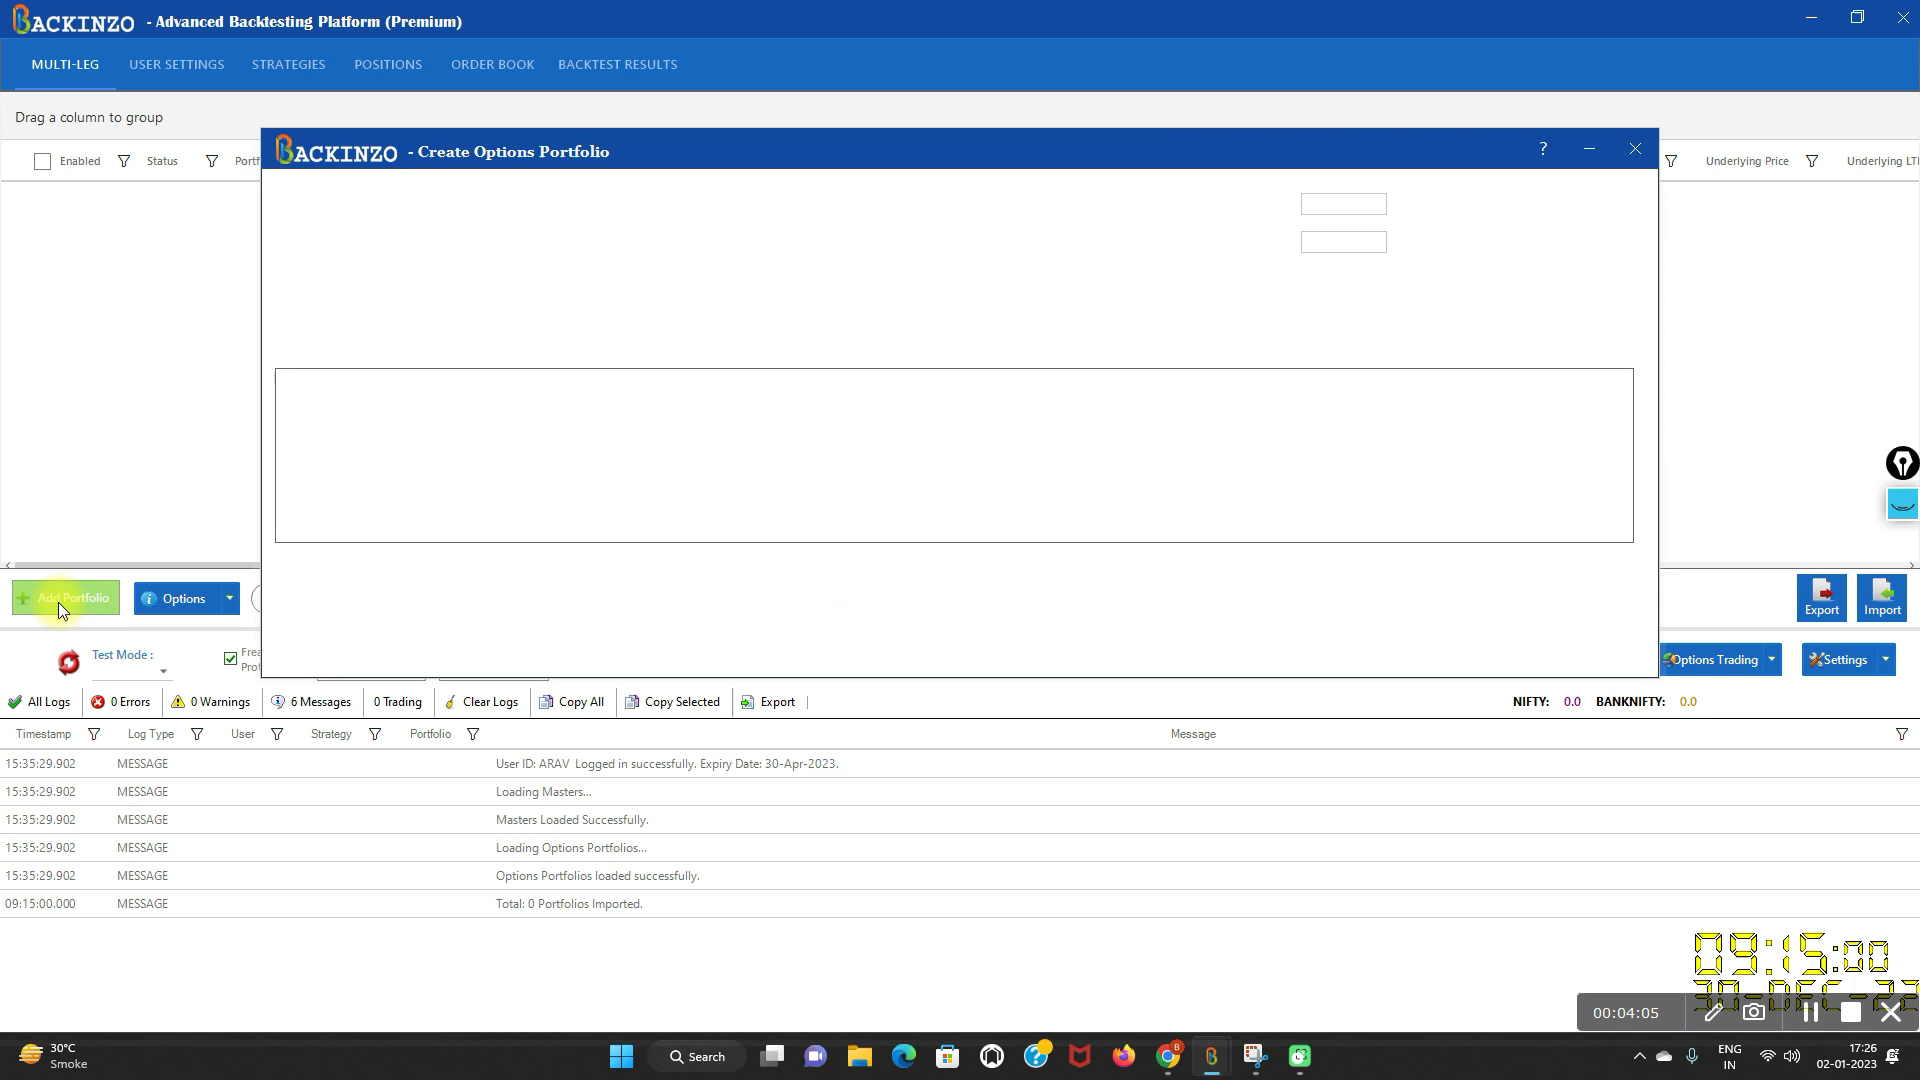 BACKINZO - Advanced Backtesting Platform (Premium)
MULTI-LEG USER SETTINGS STRATEGIES POSITIONS ORDER BOOK BACKTEST RESULTS
Drag a column to group
BACKINZO - Create Options Portfolio ?
Enabled Status Portf Underlying Price Underlying LTI
Add Portfolio Options Export Import
Test Mode : Options Trading Settings
All Logs 0 Errors 0 Warnings 6 Messages 0 Trading Clear Logs Copy All Copy Selected Export NIFTY: 0.0 BANKNIFTY: 0.0
Timestamp Log Type User Strategy Portfolio Message
15:35:29.902 MESSAGE User ID: ARAV Logged in successfully. Expiry Date: 30-Apr-2023.
15:35:29.902 MESSAGE Loading Masters...
15:35:29.902 MESSAGE Masters Loaded Successfully.
15:35:29.902 MESSAGE Loading Options Portfolios...
15:35:29.902 MESSAGE Options Portfolios loaded successfully.
09:15:00.000 MESSAGE Total: 0 Portfolios Imported.
09:15:00
30-DEC-22
00:04:05
30°C
Smoke
Search
ENG
IN
17:26
02-01-2023